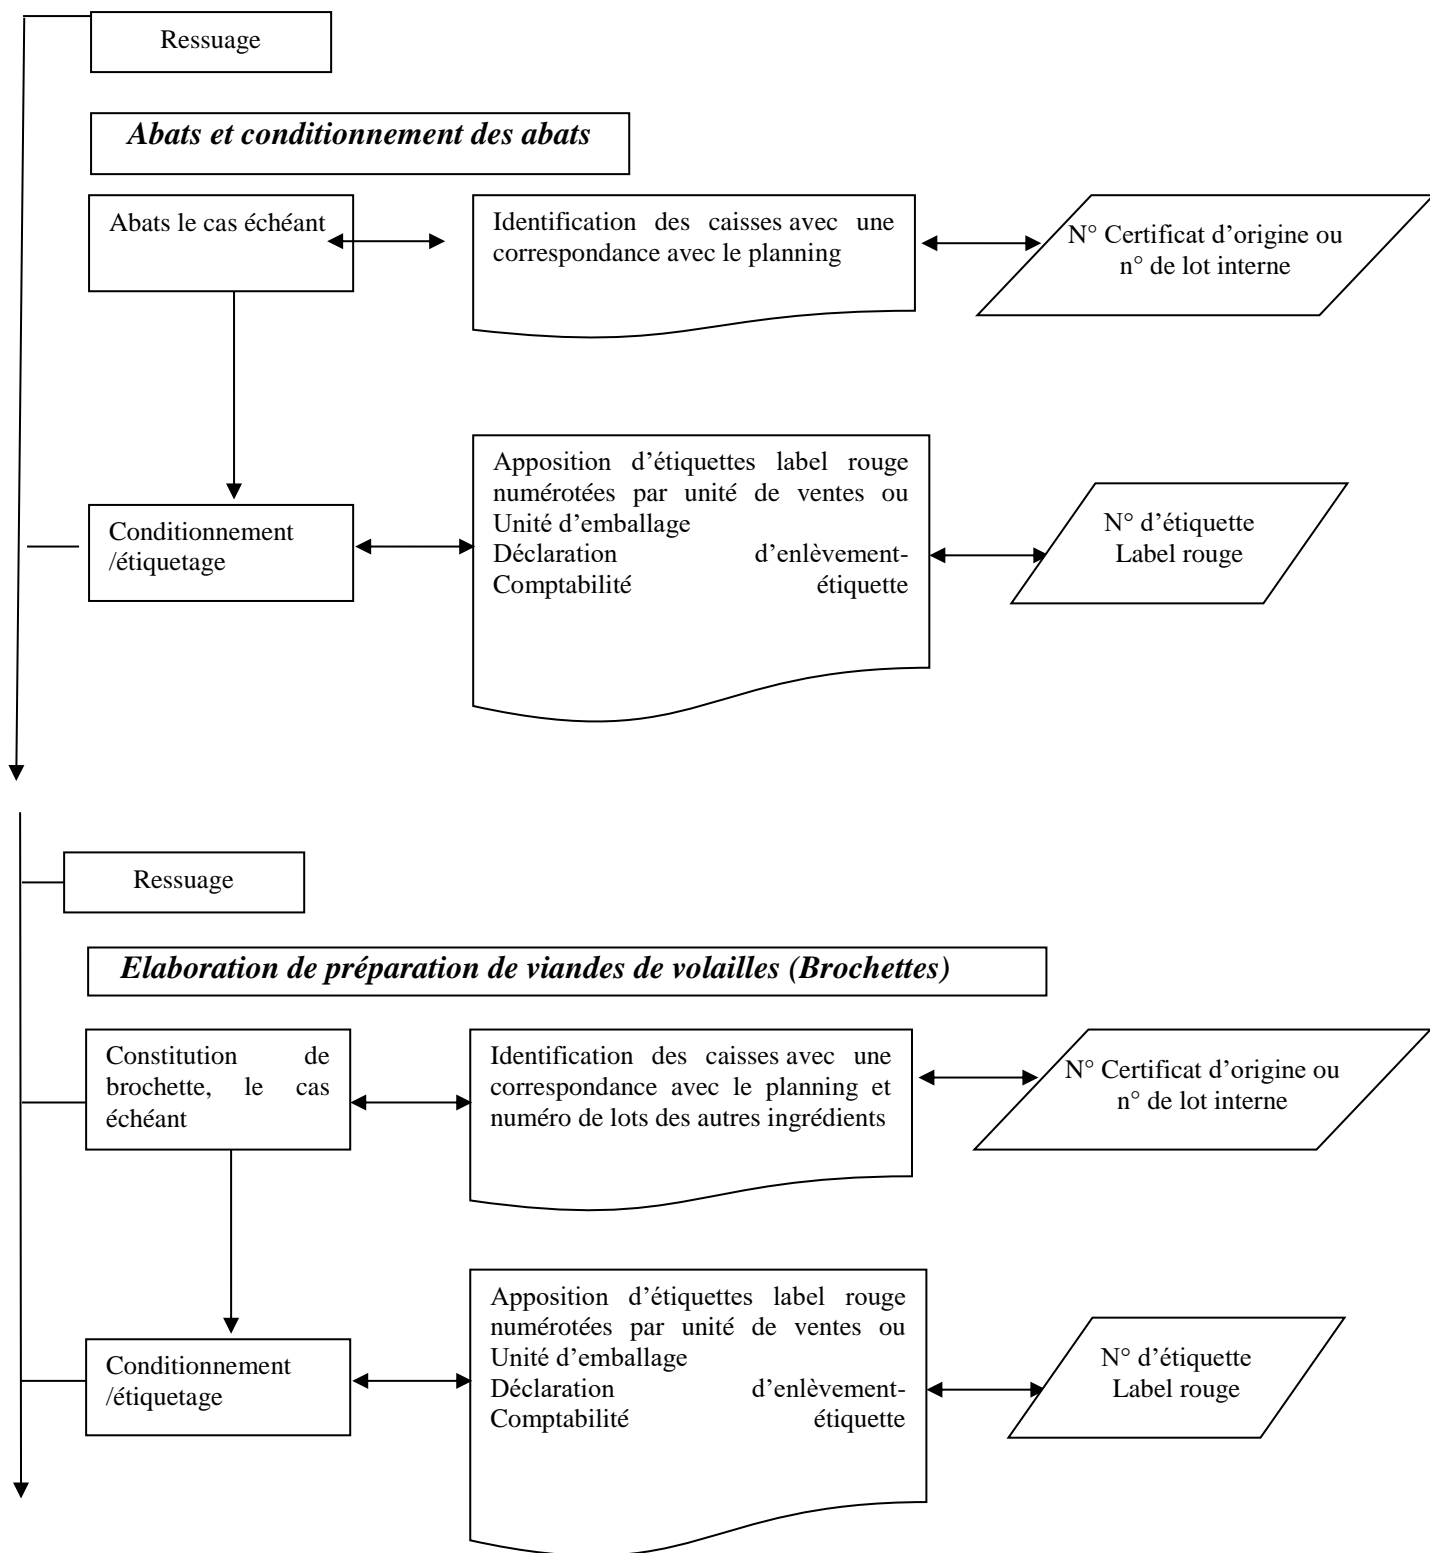 Ressuage
Abats et conditionnement des abats
Abats le cas échéant
Identification des caisses avec une
correspondance avec le planning
N° Certificat d'origine ou
n° de lot interne
Conditionnement
/étiquetage
Apposition d'étiquettes label rouge
numérotées par unité de ventes ou
Unité d'emballage
Déclaration d'enlèvement-
Comptabilité étiquette
N° d'étiquette
Label rouge
Ressuage
Elaboration de préparation de viandes de volailles (Brochettes)
Constitution de
brochette, le cas
échéant
Identification des caisses avec une
correspondance avec le planning et
numéro de lots des autres ingrédients
N° Certificat d'origine ou
n° de lot interne
Conditionnement
/étiquetage
Apposition d'étiquettes label rouge
numérotées par unité de ventes ou
Unité d'emballage
Déclaration d'enlèvement-
Comptabilité étiquette
N° d'étiquette
Label rouge